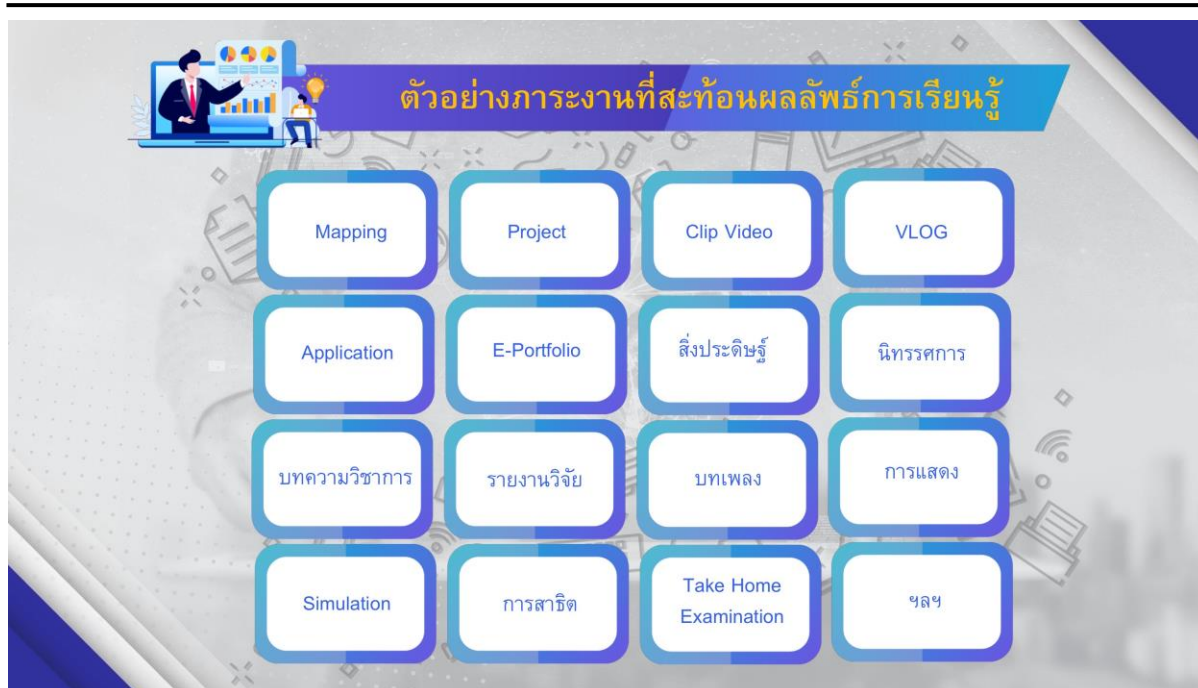 ตัวอย่างภาระงานที่สะท้อนผลลัพธ์การเรียนรู้
Mapping
Project
Clip Video
VLOG
Application
E-Portfolio
สิ่งประดิษฐ์
นิทรรศการ
บทความวิชาการ
รายงานวิจัย
บทเพลง
การแสดง
Simulation
การสาธิต
Take Home
Examination
ฯลฯ